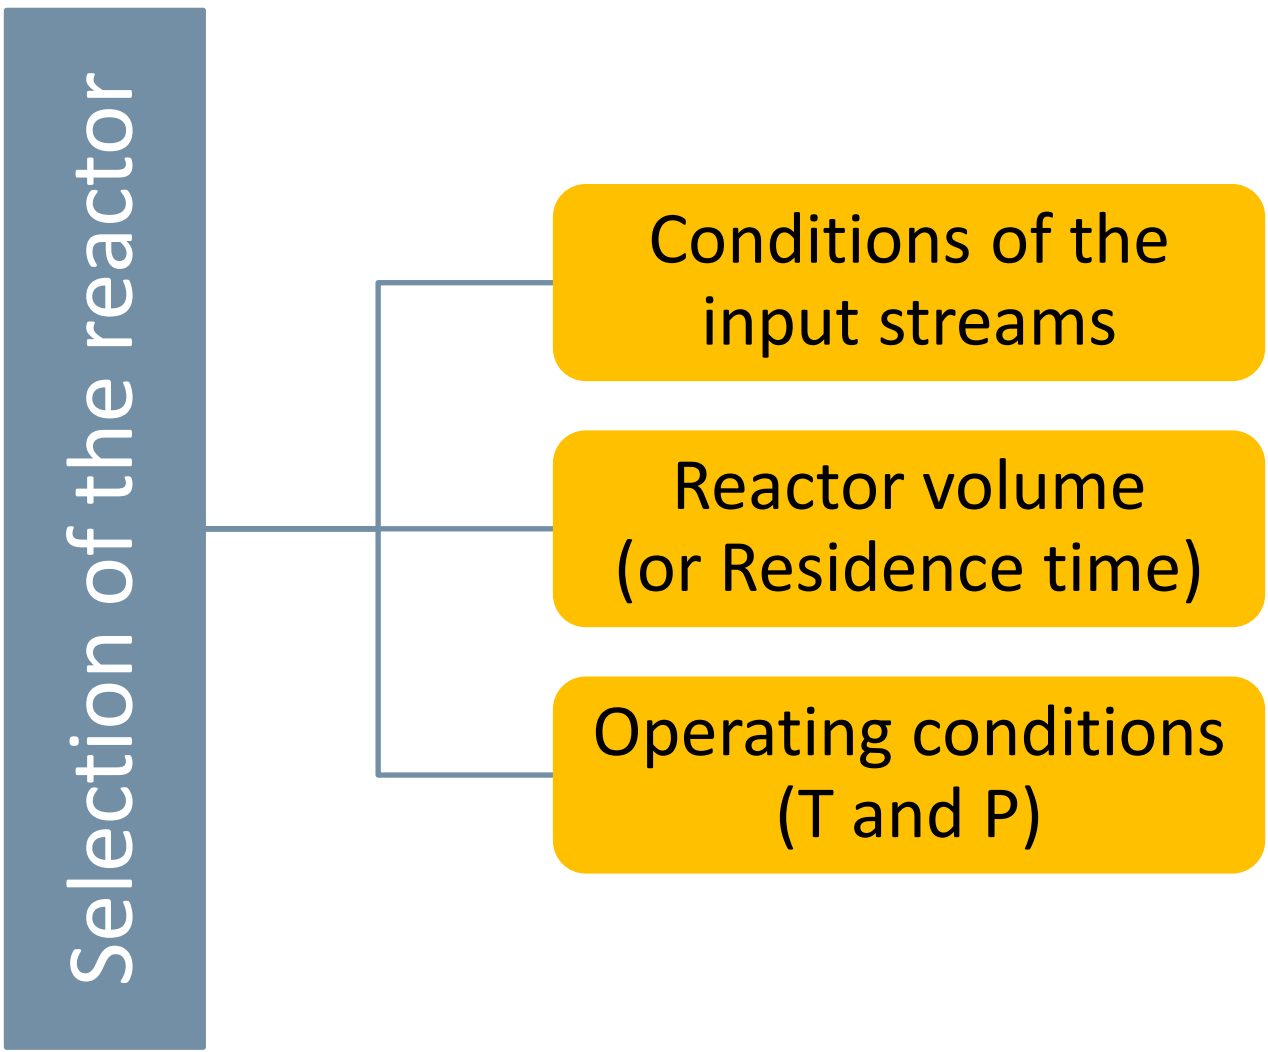 Selection of the reactor
Conditions of the
input streams
Reactor volume
(or Residence time)
Operating conditions
(T and P)